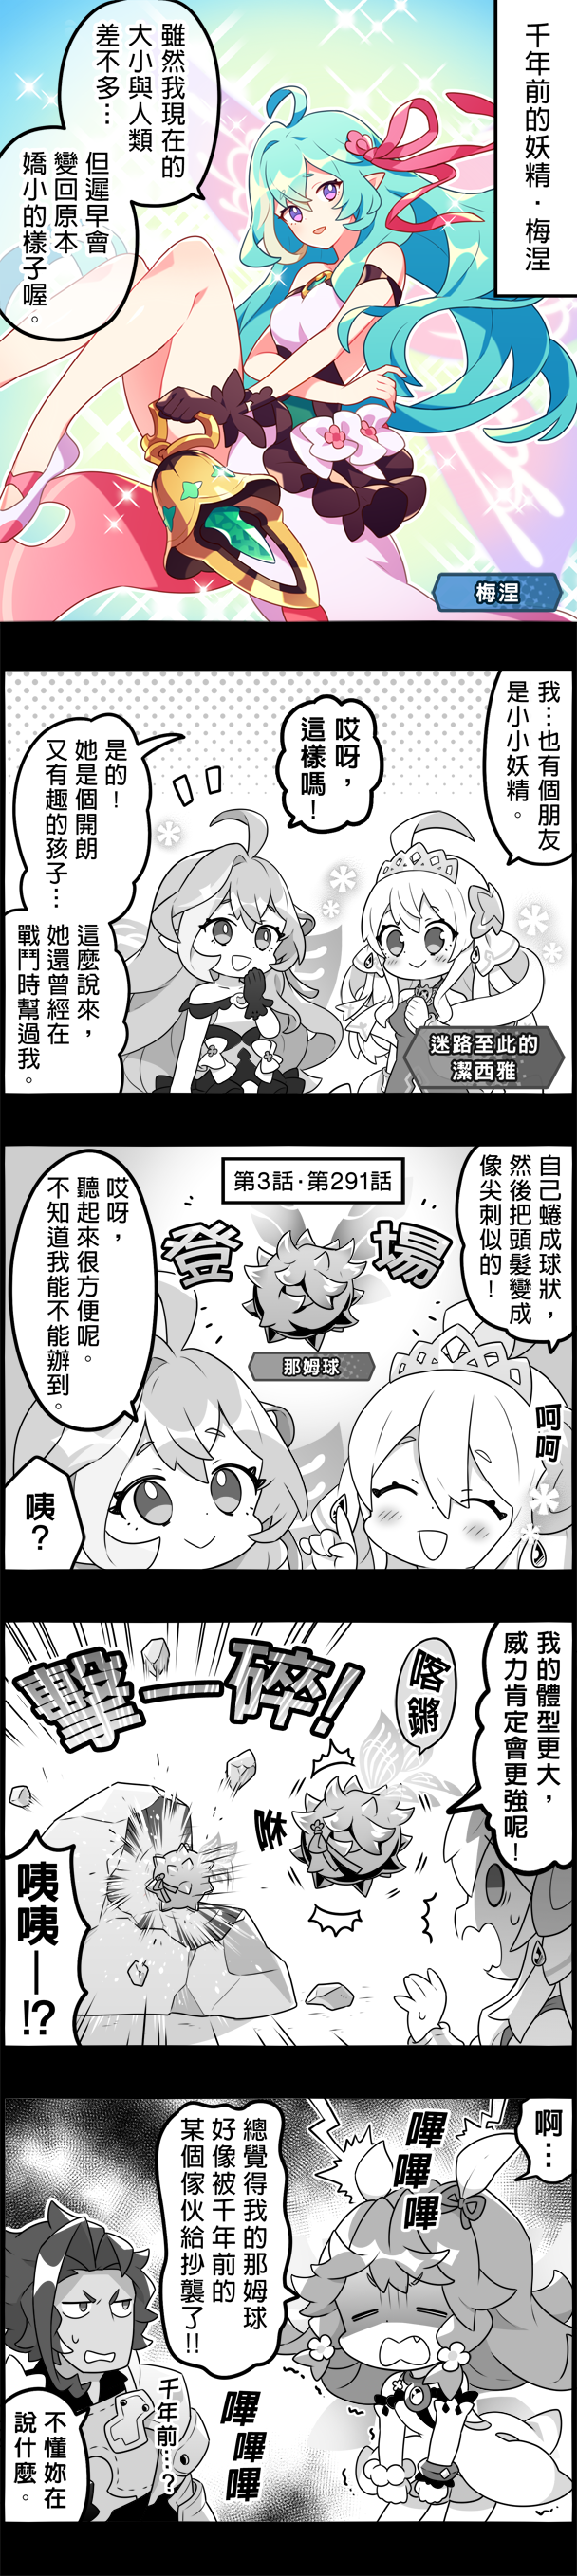 千年前的妖精．梅涅
雖然我現在的
大小與人類
差不多…
但遲早會
變回原本
嬌小的樣子喔。
梅涅
我…也有個朋友
是小小妖精。
哎呀，
這樣嗎！
是的！
她是個開朗
又有趣的孩子…
這麼說來，
她還曾經在
戰鬥時幫過我。
迷路至此的
潔西雅
自己蜷成球狀，
然後把頭髮變成
像尖刺似的！
第3話·第291話
登場
那姆球
呵呵
哎呀，
聽起來很方便呢。
不知道我能不能辦到。
咦？
我的體型更大，
威力肯定會更強呢！
喀鏘
擊一碎！
咦咦—!?
啊…
嗶嗶嗶
總覺得我的那姆球
好像被千年前的
某個傢伙給抄襲了!!
嗶嗶嗶
千年前…？
不懂妳在
說什麼。